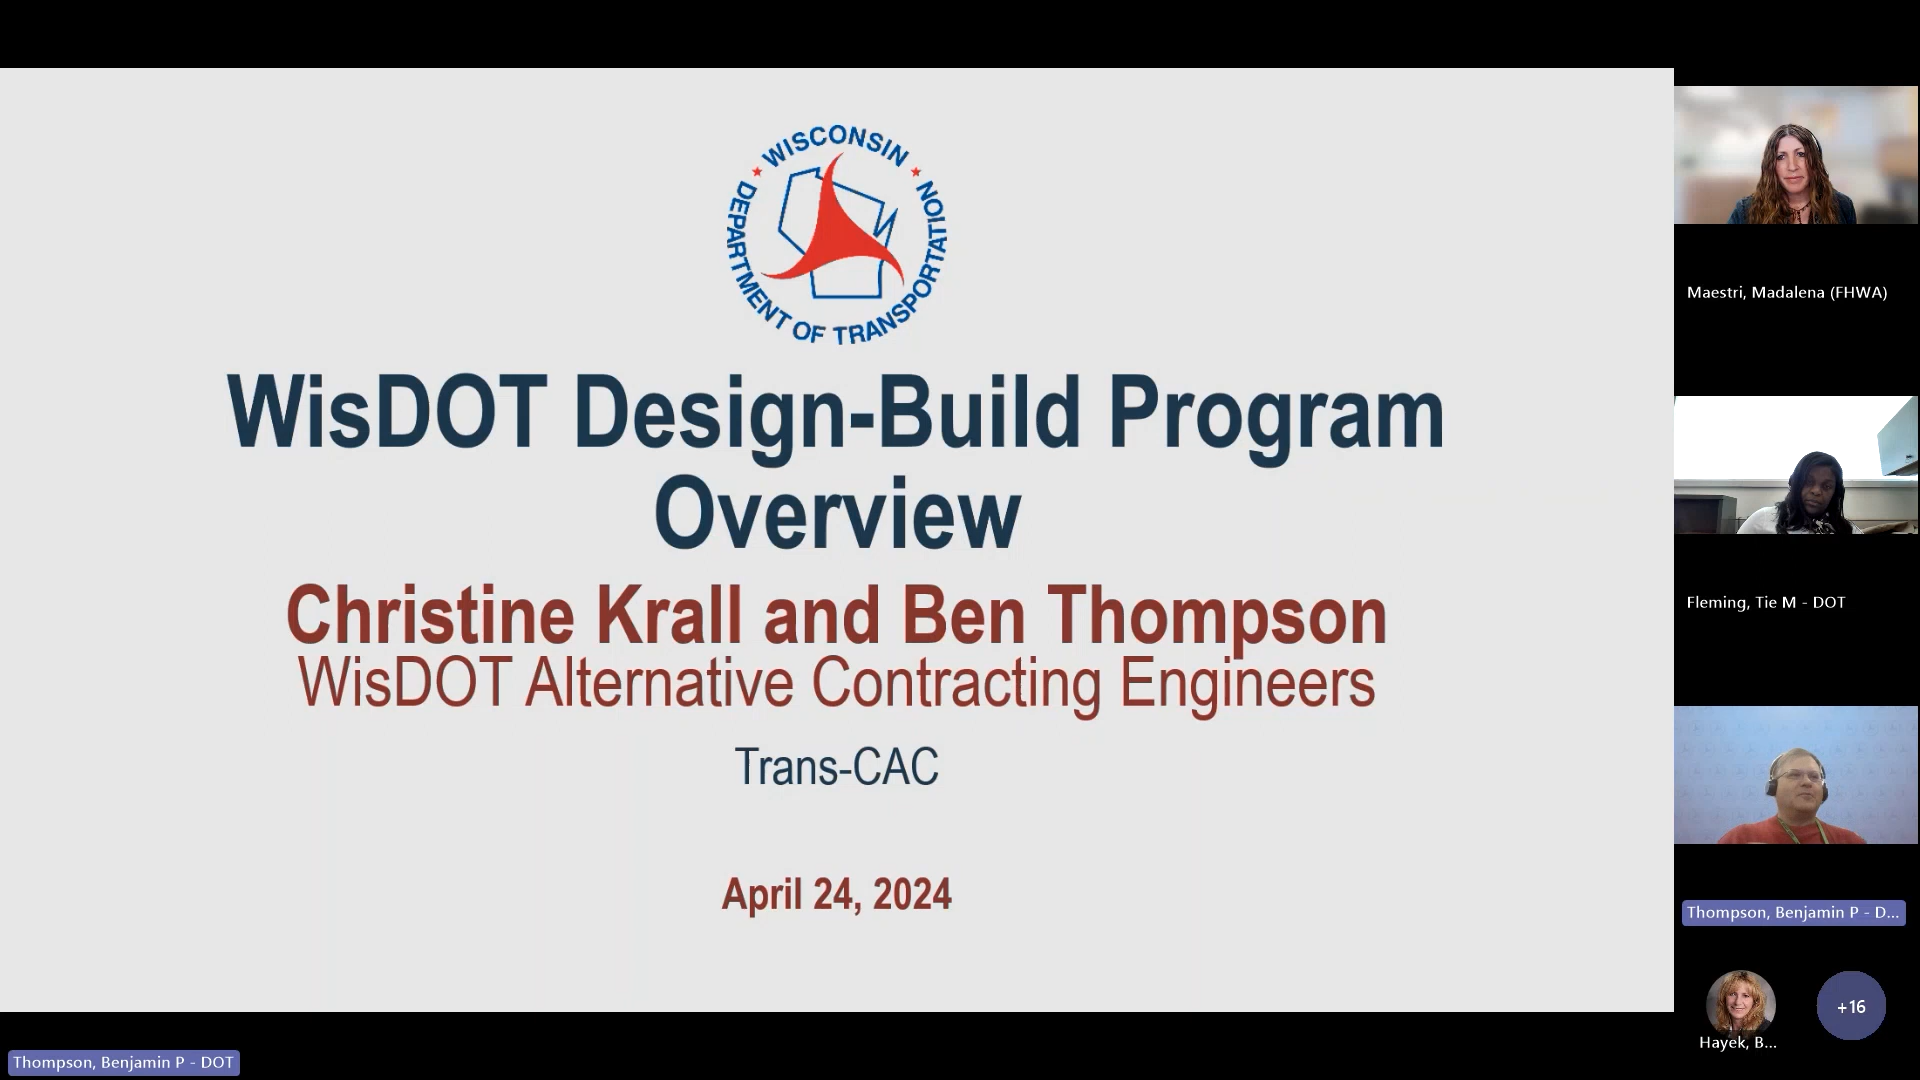 WISCONSIN
DEPARTMENT OF TRANSPORTATION
WisDOT Design-Build Program
Overview
Christine Krall and Ben Thompson
WisDOT Alternative Contracting Engineers
Trans-CAC
April 24, 2024
Maestri, Madalena (FHWA)
Fleming, Tie M - DOT
Thompson, Benjamin P - D...
Hayek, B...
+16
Thompson, Benjamin P - DOT